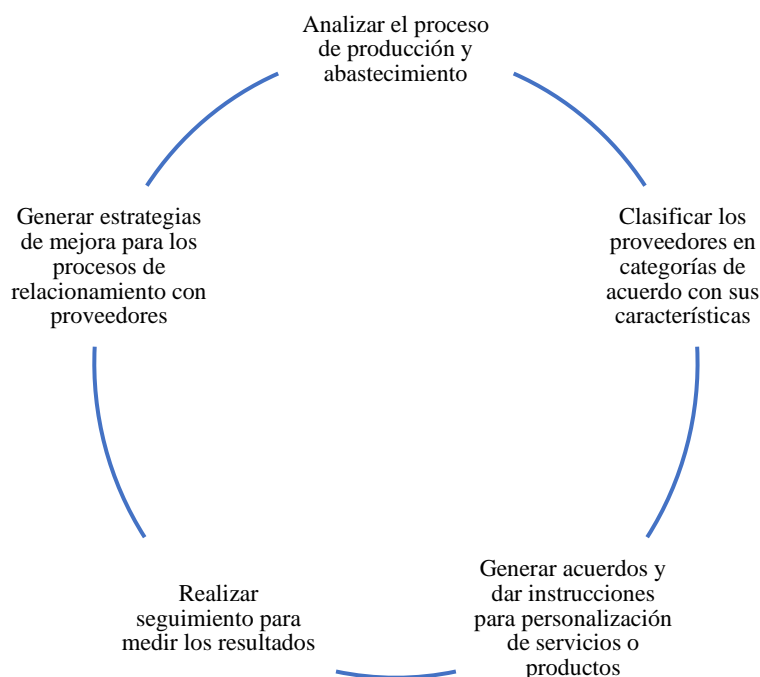 Analizar el proceso
de producción y
abastecimiento
Clasificar los
proveedores en
categorías de
acuerdo con sus
características
Generar acuerdos y
dar instrucciones
para personalización
de servicios o
productos
Realizar
seguimiento para
medir los resultados
Generar estrategias
de mejora para los
procesos de
relacionamiento con
proveedores